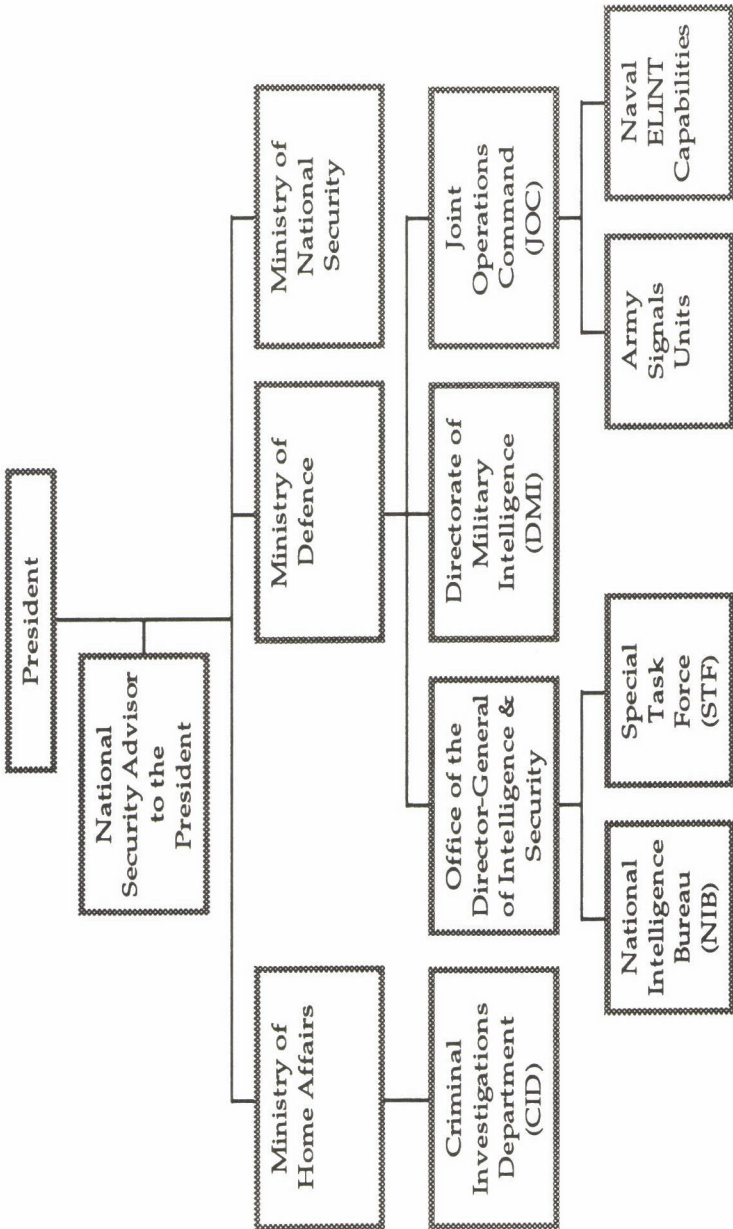 President
National
Security Advisor
to the
President
Ministry of
Home Affairs
Ministry of
Defence
Ministry of
National
Security
Criminal
Investigations
Department
(CID)
Office of the
Director-General
of Intelligence &
Security
Directorate of
Military
Intelligence
(DMI)
Joint
Operations
Command
(JOC)
National
Intelligence
Bureau
(NIB)
Special
Task
Force
(STF)
Army
Signals
Units
Naval
ELINT
Capabilities